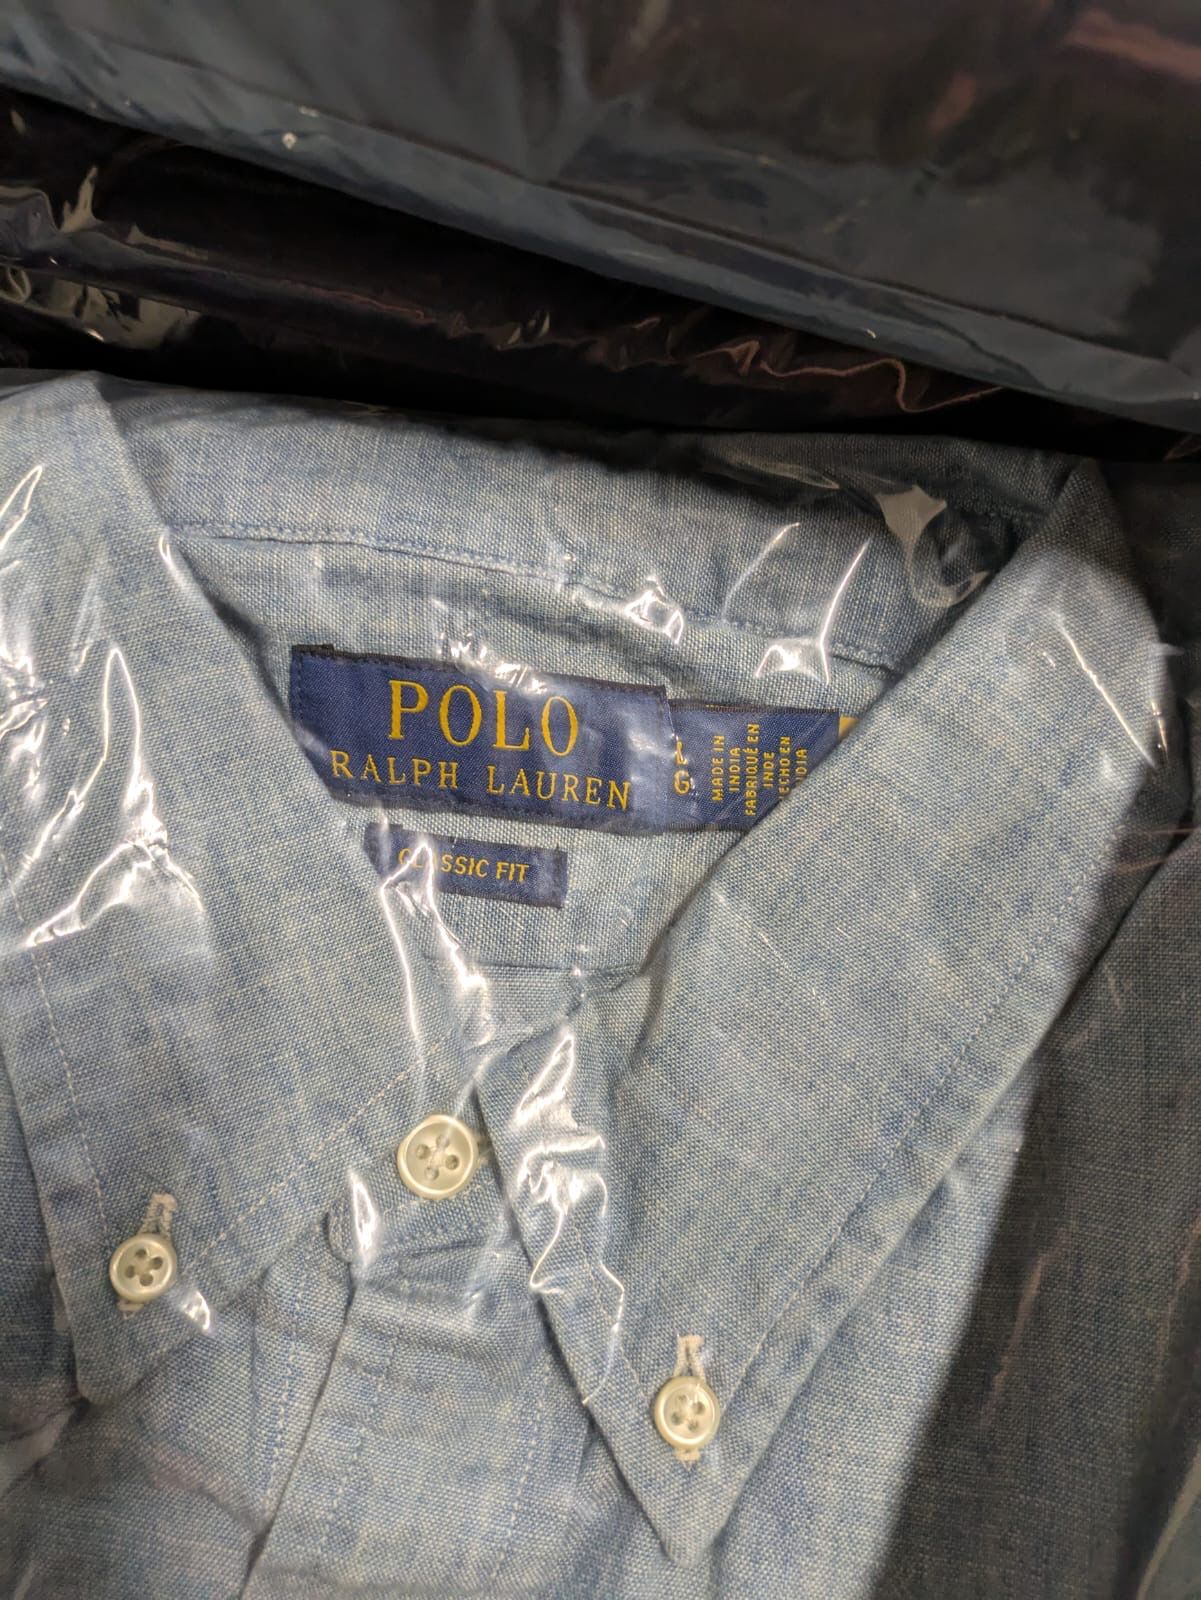 POLO
RALPH LAUREN
L
G
MADE IN
INDIA
FABRIQUÉ EN
INDE
CLASSIC FIT